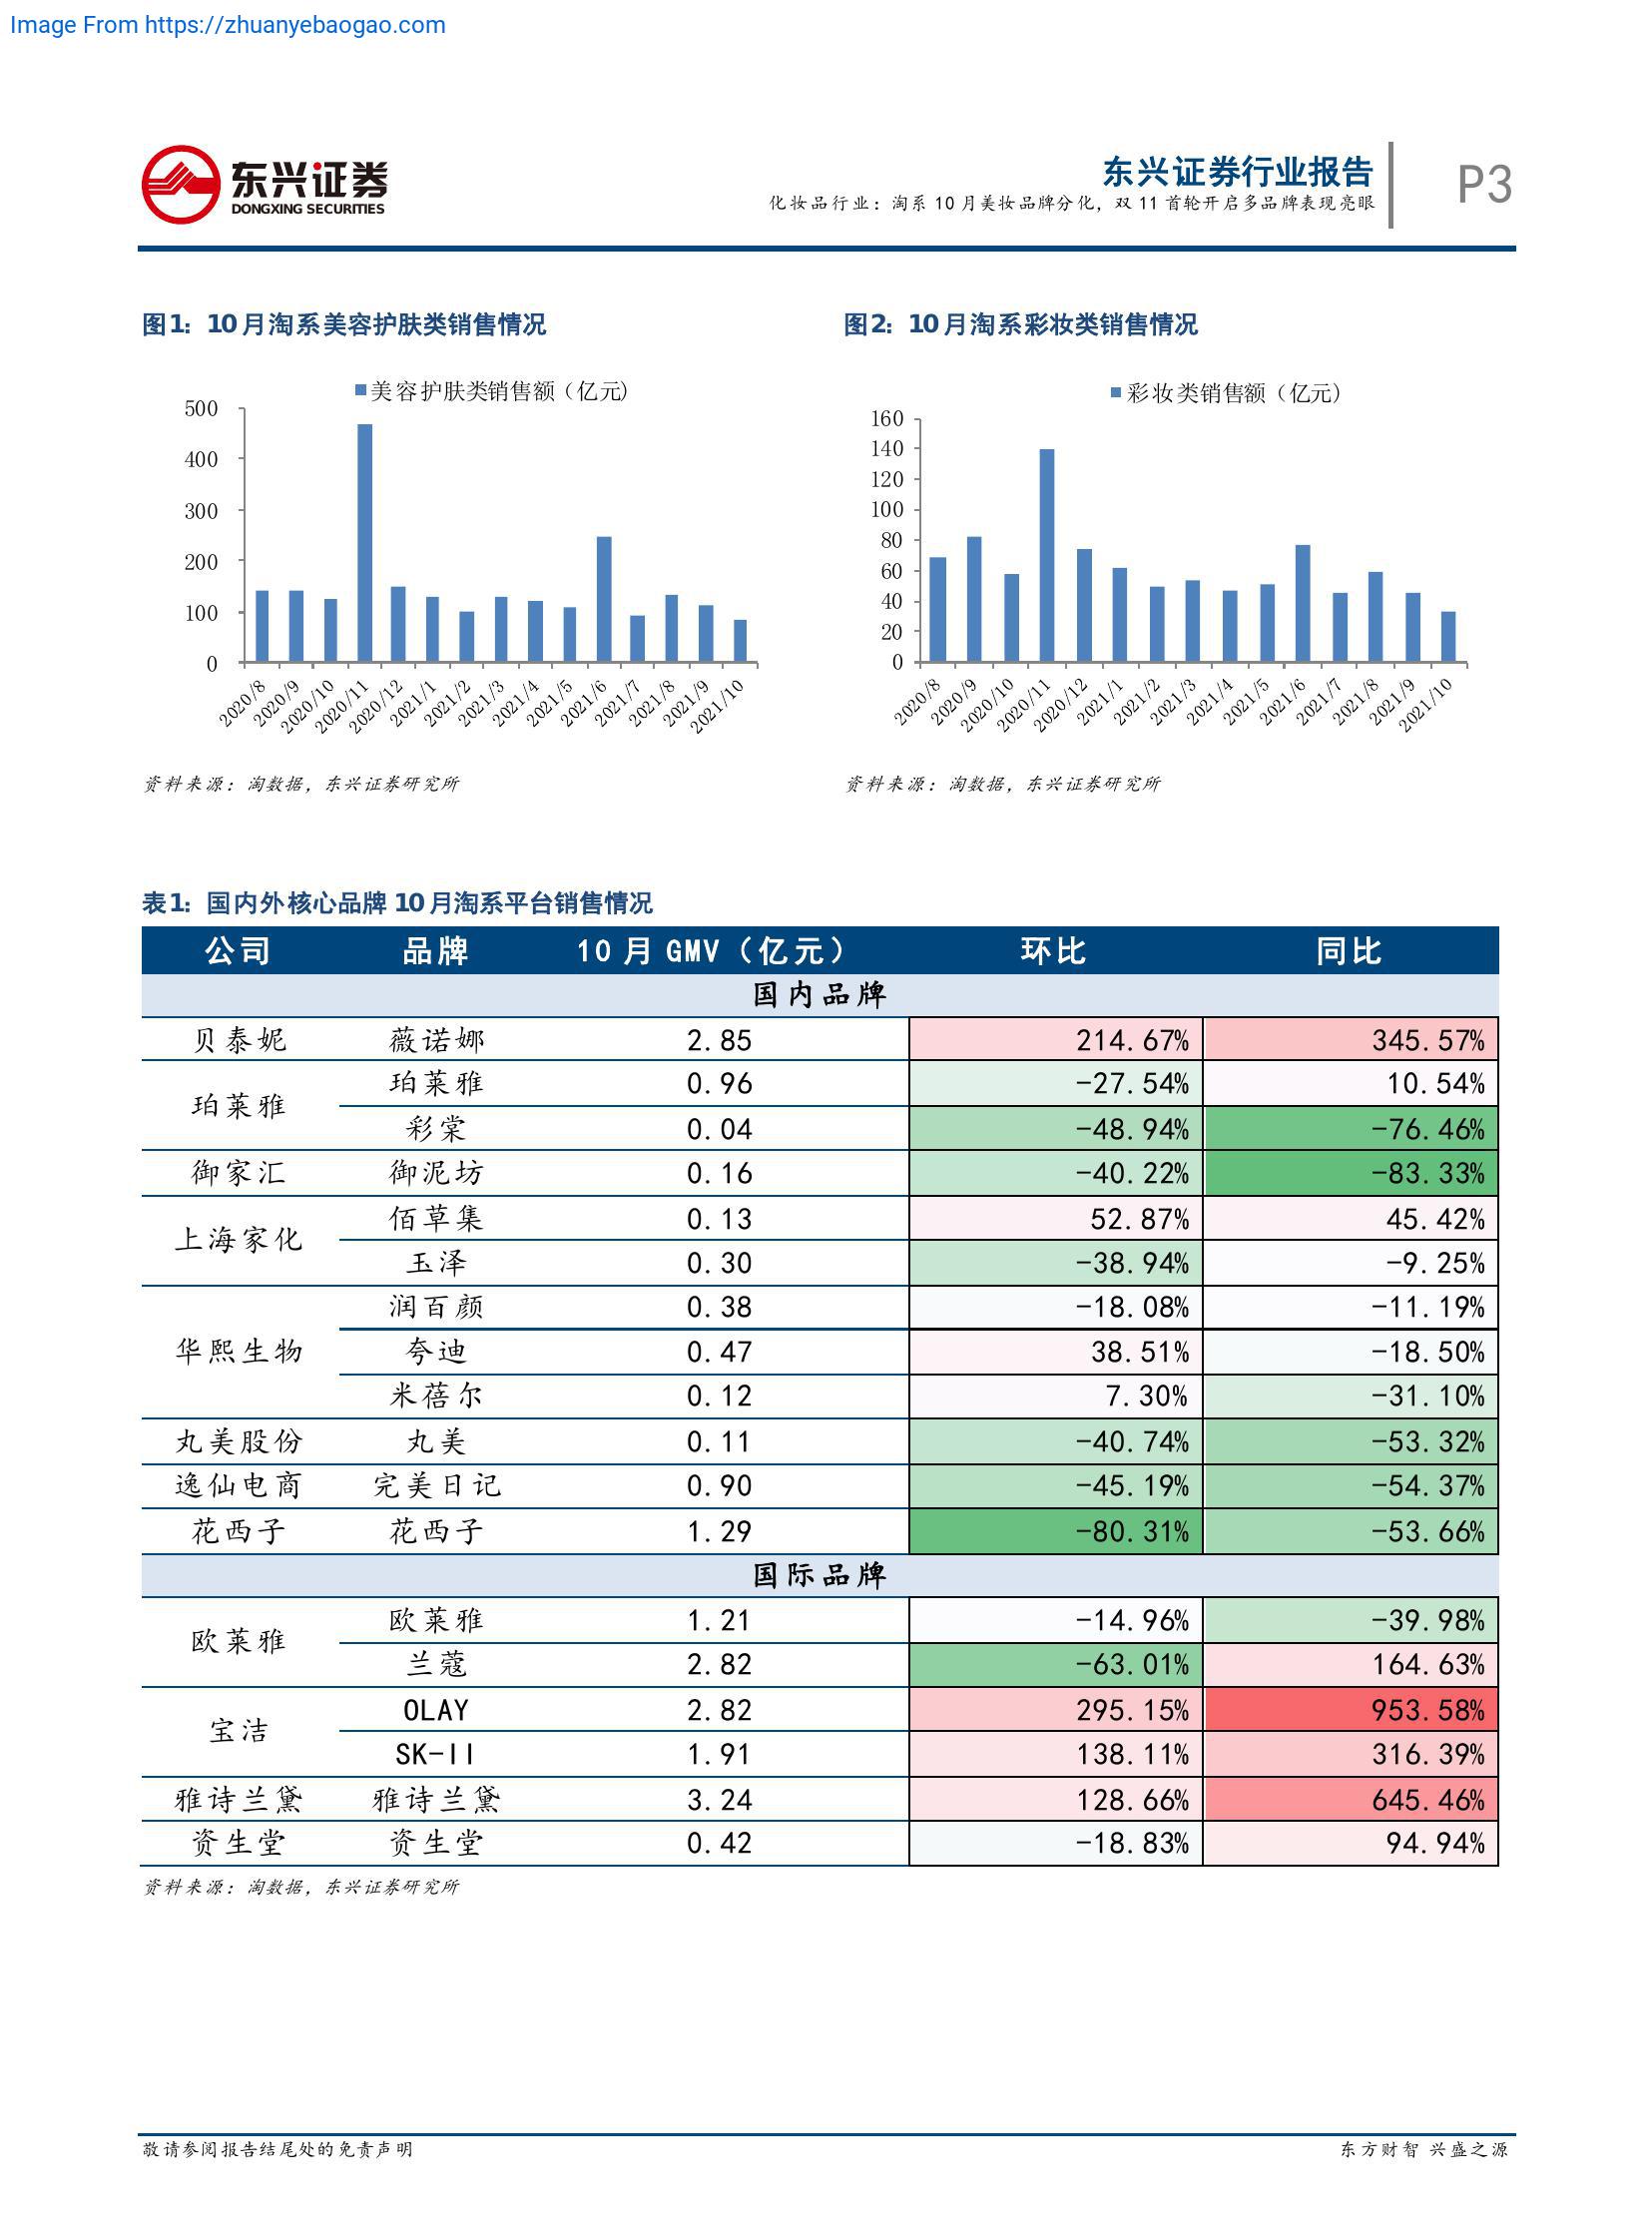 Image From https://zhuanyebaogao.com
东兴证券
DONGXING SECURITIES
东兴证券行业报告
化妆品行业：淘系 10 月美妆品牌分化，双 11 首轮开启多品牌表现亮眼
P3
图1：10 月淘系美容护肤类销售情况
美容护肤类销售额（亿元）
500
400
300
200
100
0
2020/8 2020/9 2020/10 2020/11 2020/12 2021/1 2021/2 2021/3 2021/4 2021/5 2021/6 2021/7 2021/8 2021/9 2021/10
资料来源：淘数据，东兴证券研究所
图2：10 月淘系彩妆类销售情况
彩妆类销售额（亿元）
160
140
120
100
80
60
40
20
0
2020/8 2020/9 2020/10 2020/11 2020/12 2021/1 2021/2 2021/3 2021/4 2021/5 2021/6 2021/7 2021/8 2021/9 2021/10
资料来源：淘数据，东兴证券研究所
表1：国内外核心品牌 10 月淘系平台销售情况
公司 品牌 10 月 GMV（亿元） 环比 同比
国内品牌
贝泰妮 薇诺娜 2.85 214.67% 345.57%
珀莱雅 珀莱雅 0.96 -27.54% 10.54%
彩棠 0.04 -48.94% -76.46%
御家汇 御泥坊 0.16 -40.22% -83.33%
上海家化 佰草集 0.13 52.87% 45.42%
玉泽 0.30 -38.94% -9.25%
华熙生物 润百颜 0.38 -18.08% -11.19%
夸迪 0.47 38.51% -18.50%
米蓓尔 0.12 7.30% -31.10%
丸美股份 丸美 0.11 -40.74% -53.32%
逸仙电商 完美日记 0.90 -45.19% -54.37%
花西子 花西子 1.29 -80.31% -53.66%
国际品牌
欧莱雅 欧莱雅 1.21 -14.96% -39.98%
兰蔻 2.82 -63.01% 164.63%
宝洁 OLAY 2.82 295.15% 953.58%
SK-II 1.91 138.11% 316.39%
雅诗兰黛 雅诗兰黛 3.24 128.66% 645.46%
资生堂 资生堂 0.42 -18.83% 94.94%
资料来源：淘数据，东兴证券研究所
敬请参阅报告结尾处的免责声明
东方财智 兴盛之源